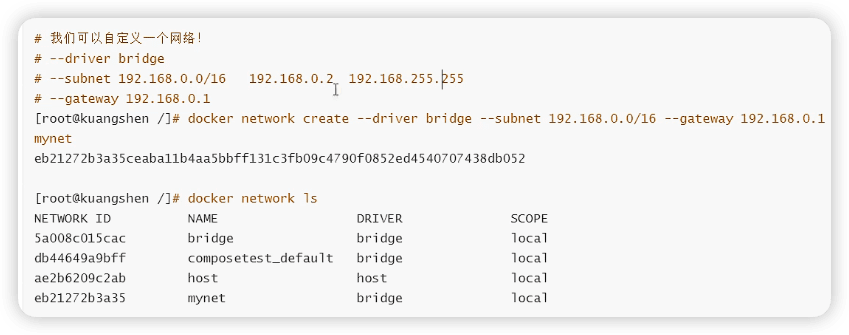 # 我们可以自定义一个网络!
# --driver bridge
# --subnet 192.168.0.0/16 192.168.0.2 192.168.255.255
# --gateway 192.168.0.1
[root@kuangshen /]# docker network create --driver bridge --subnet 192.168.0.0/16 --gateway 192.168.0.1
mynet
eb21272b3a35ceaba11b4aa5bbff131c3fb09c4790f0852ed4540707438db052
[root@kuangshen /]# docker network ls
NETWORK ID NAME DRIVER SCOPE
5a008c015cac bridge bridge local
db44649a9bff composetest_default bridge local
ae2b6209c2ab host host local
eb21272b3a35 mynet bridge local